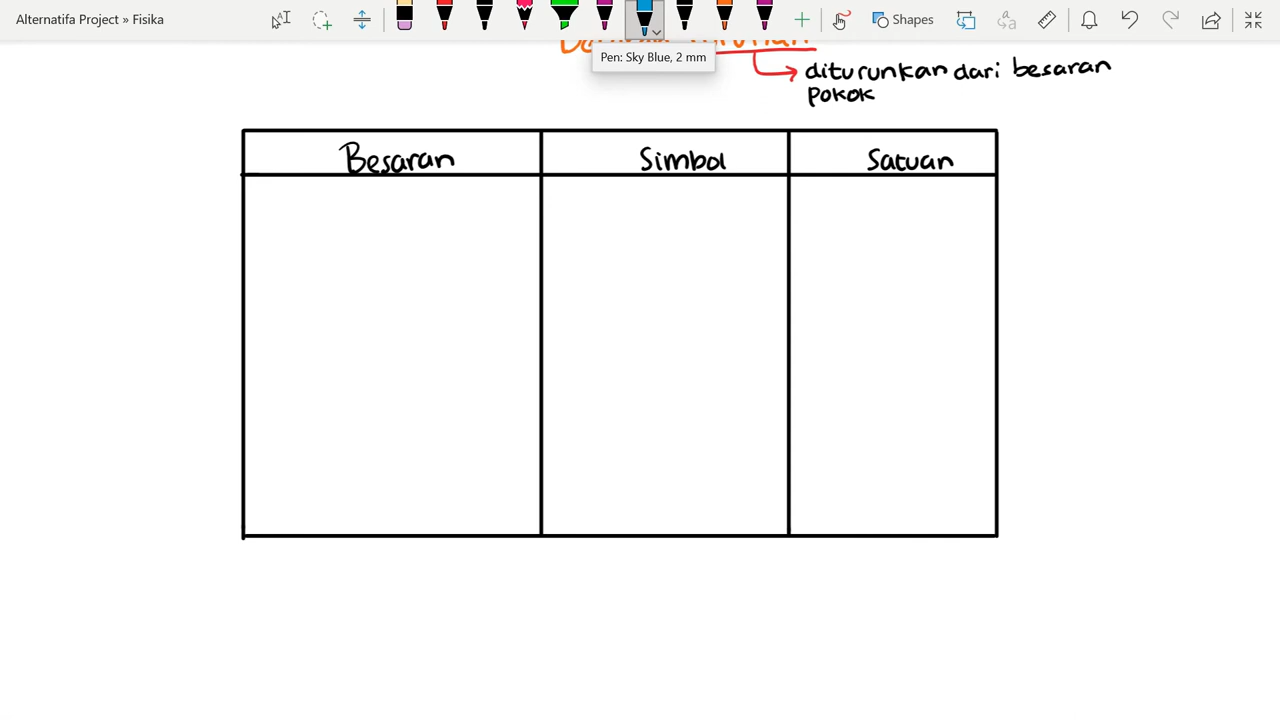 Alternatifa Project » Fisika
Shapes
Pen: Sky Blue, 2 mm
diturunkan dari besaran
pokok
Besaran Simbol Satuan